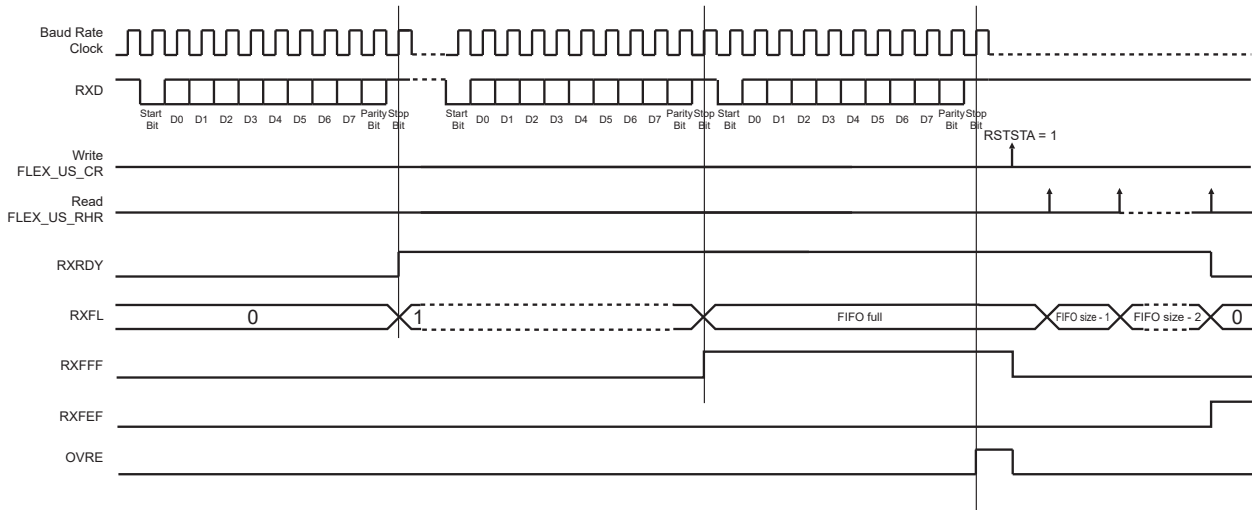 Baud Rate
Clock
RXD
Start
Bit
D0
D1
D2
D3
D4
D5
D6
D7
Parity
Bit
Stop
Bit
Start
Bit
D0
D1
D2
D3
D4
D5
D6
D7
Parity
Bit
Stop
Bit
Start
Bit
D0
D1
D2
D3
D4
D5
D6
D7
Parity
Bit
Stop
Bit
RSTSTA = 1
Write
FLEX_US_CR
Read
FLEX_US_RHR
RXRDY
RXFL
0
1
FIFO full
FIFO size - 1
FIFO size - 2
0
RXFFF
RXFEF
OVRE